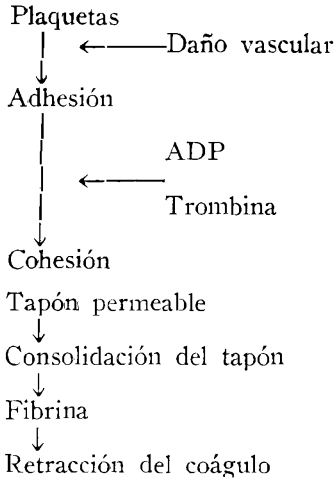 Plaquetas
Daño vascular
Adhesión
ADP
Trombina
Cohesión
Tapón permeable
Consolidación del tapón
Fibrina
Retracción del coágulo